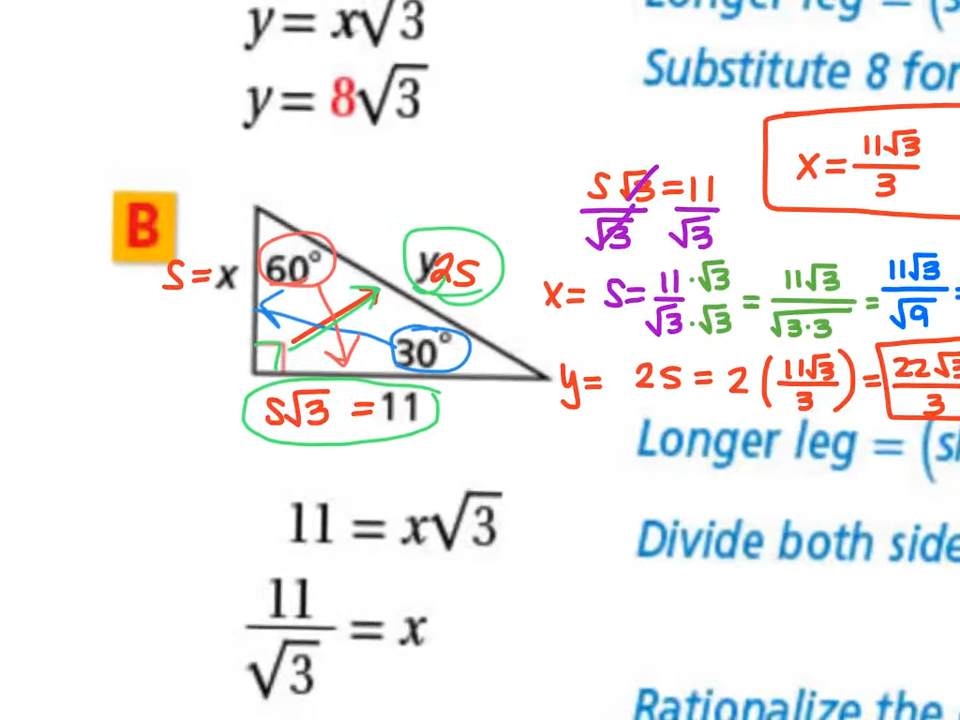 y = x√3
Longer leg = (s
y = 8√3
Substitute 8 for
x = 11√3/3
B
s√3/√3 = 11/√3
s = x
60°
y
2s
x = s = 11/√3 · √3/√3 = 11√3/√3·3 = 11√3/√9 =
30°
y = 2s = 2(11√3/3) = 22√3/3
s√3 = 11
Longer leg = (sh
11 = x√3
Divide both side
11/√3 = x
Rationalize the